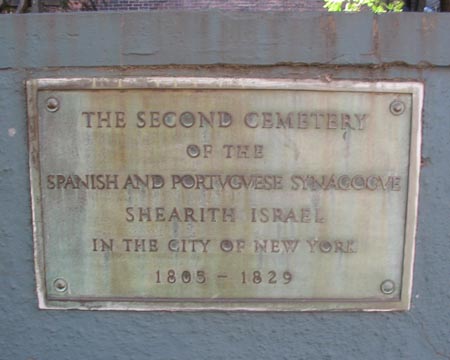 THE SECOND CEMETERY
OF THE
SPANISH AND PORTVGVESE SYNAGOGVE
SHEARITH ISRAEL
IN THE CITY OF NEW YORK
1805 - 1829